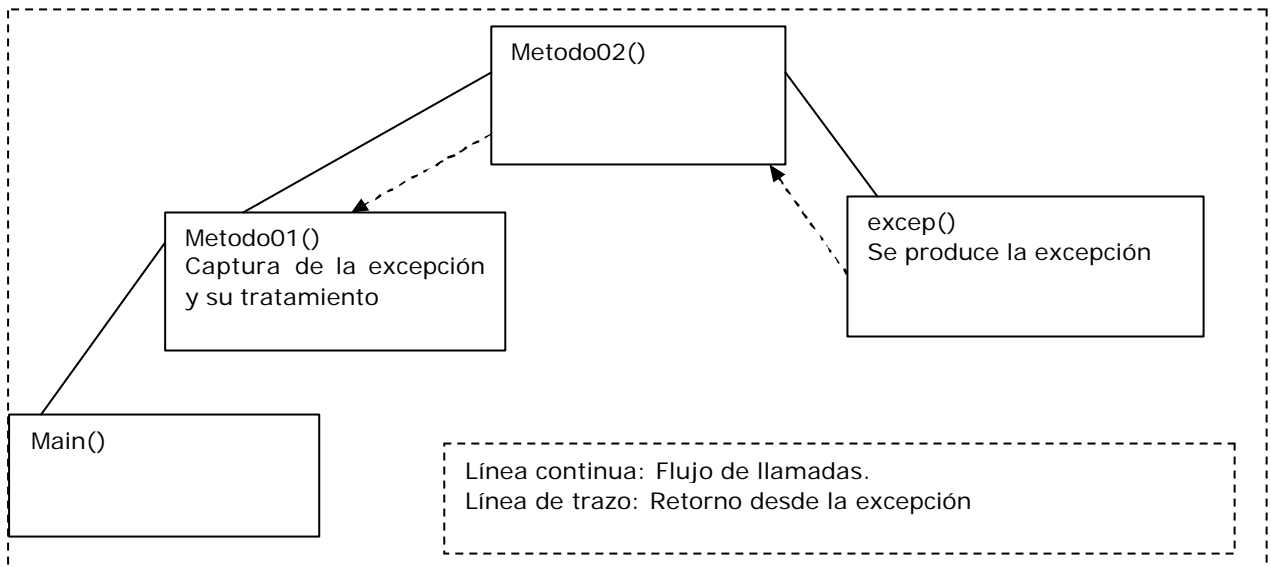 Metodo02()
Metodo01()
Captura de la excepción
y su tratamiento
excep()
Se produce la excepción
Main()
Línea continua: Flujo de llamadas.
Línea de trazo: Retorno desde la excepción